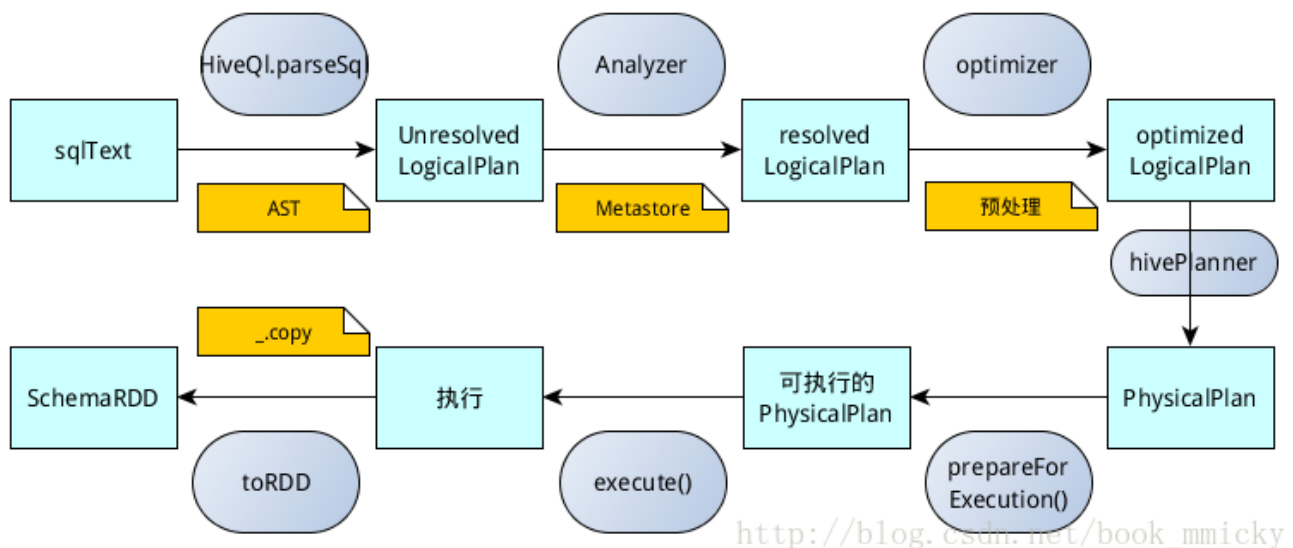 HiveQl.parseSql
Analyzer
optimizer
sqlText
Unresolved
LogicalPlan
resolved
LogicalPlan
optimized
LogicalPlan
AST
Metastore
预处理
hivePlanner
_.copy
SchemaRDD
执行
可执行的
PhysicalPlan
PhysicalPlan
toRDD
execute()
prepareFor
Execution()
http://blog.csdn.net/book_mmicky